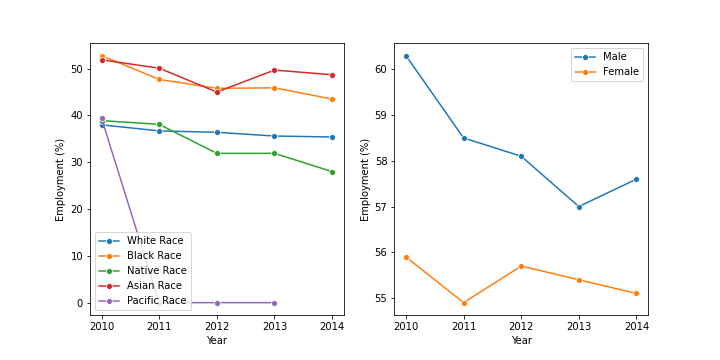 50
40
30
20
10
0
Employment (%)
White Race
Black Race
Native Race
Asian Race
Pacific Race
2010 2011 2012 2013 2014
Year
60
59
58
57
56
55
Employment (%)
Male
Female
2010 2011 2012 2013 2014
Year